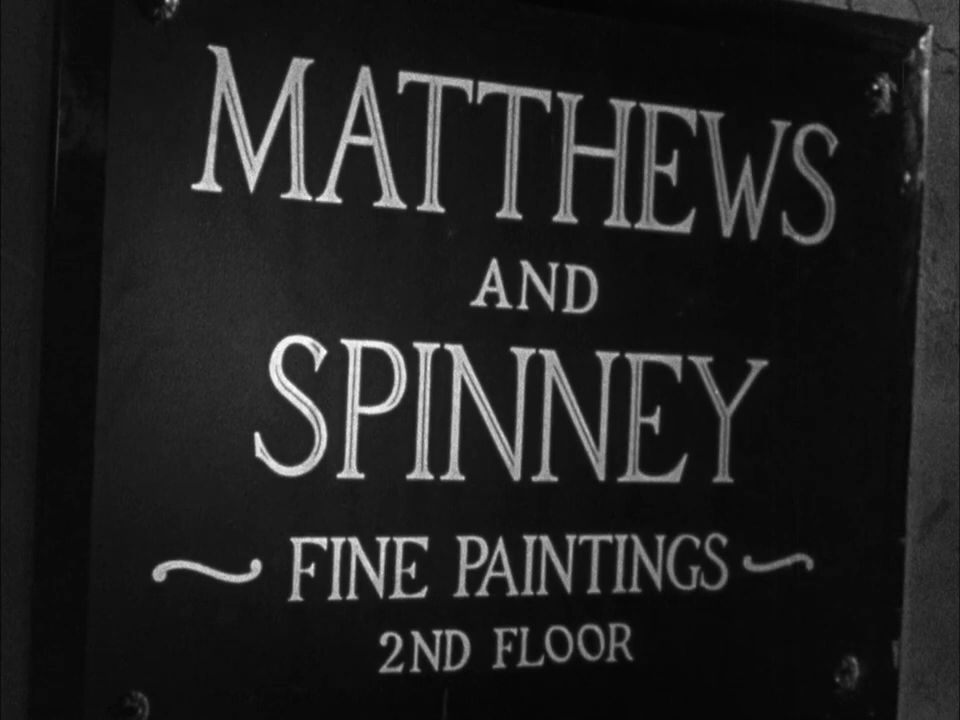 MATTHEWS
AND
SPINNEY
~ FINE PAINTINGS ~
2ND FLOOR